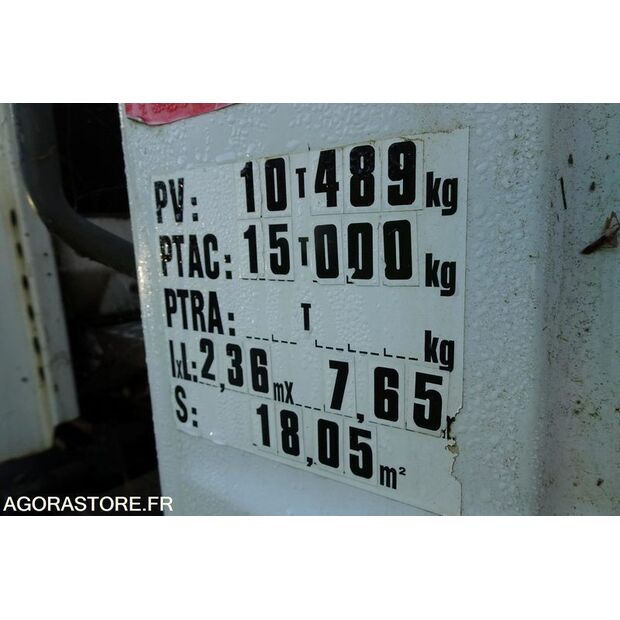 PV: 10 T 489 kg
PTAC: 15 T 000 kg
PTRA: T kg
lxL: 2,36 mX 7,65
S: 18,05 m²
AGORASTORE.FR